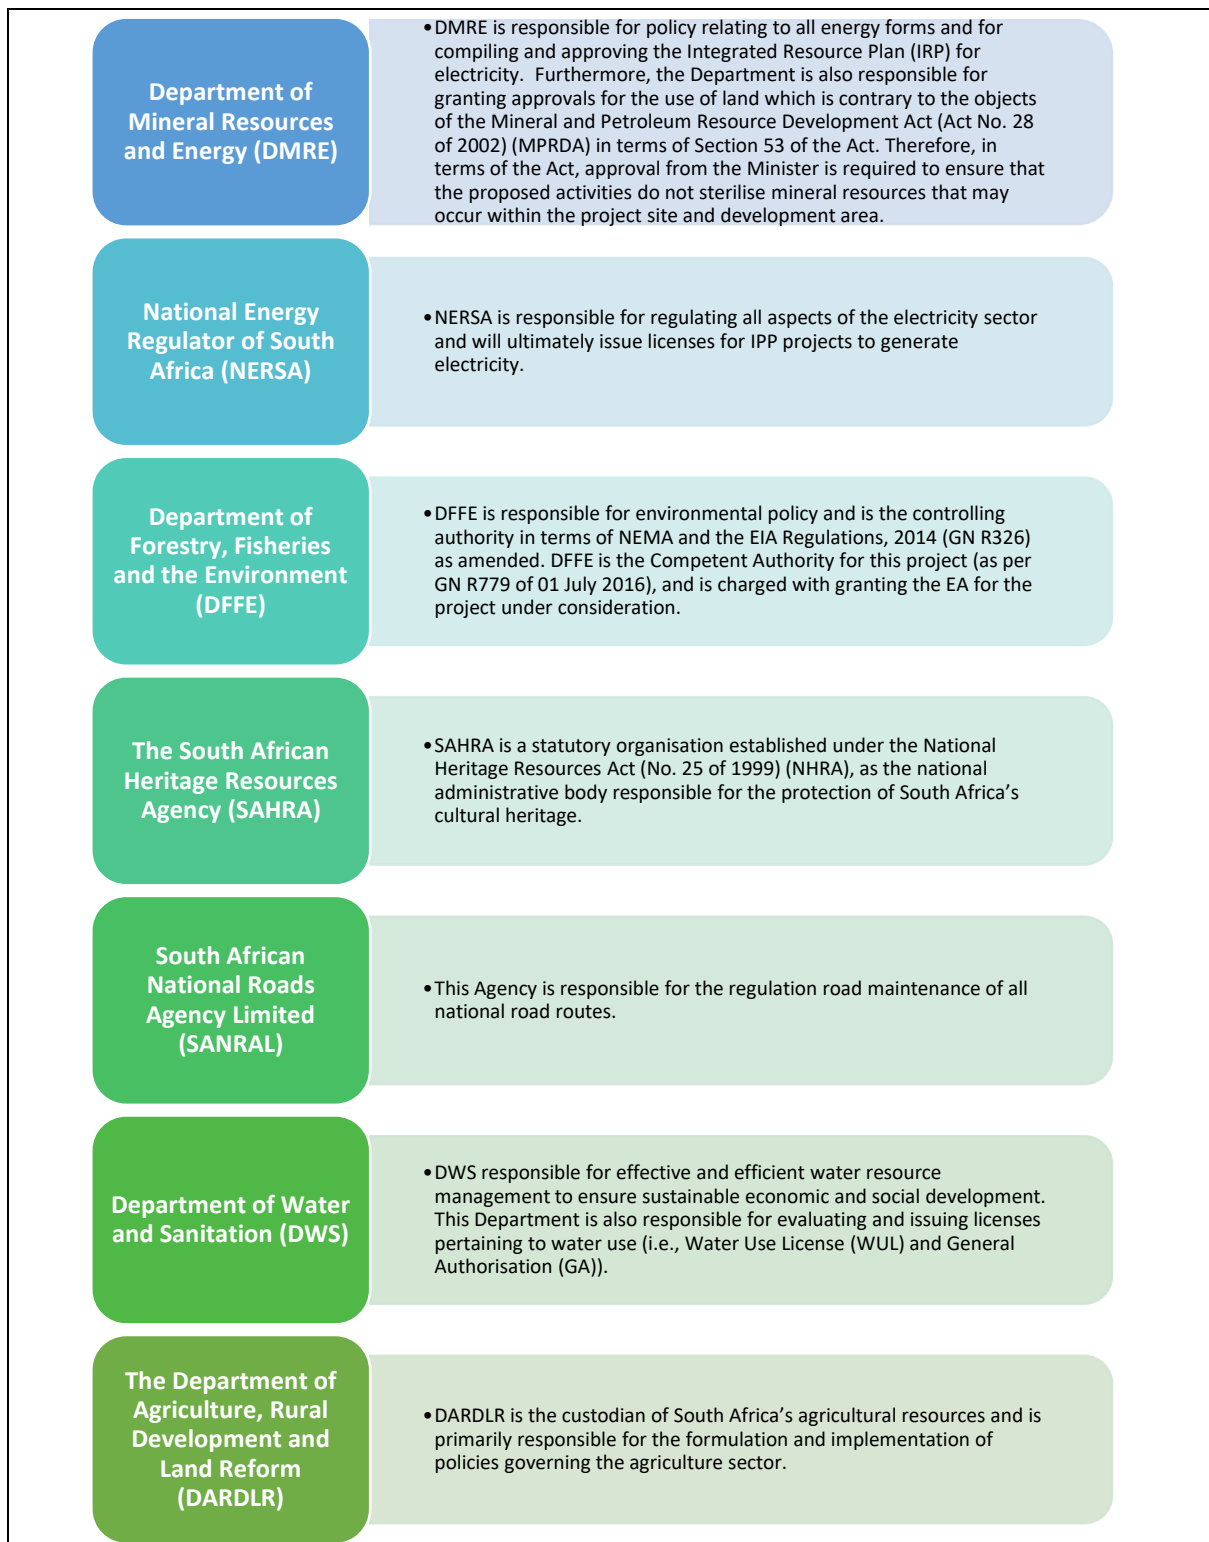 Department of
Mineral Resources
and Energy (DMRE)
•DMRE is responsible for policy relating to all energy forms and for
compiling and approving the Integrated Resource Plan (IRP) for
electricity.  Furthermore, the Department is also responsible for
granting approvals for the use of land which is contrary to the objects
of the Mineral and Petroleum Resource Development Act (Act No. 28
of 2002) (MPRDA) in terms of Section 53 of the Act. Therefore, in
terms of the Act, approval from the Minister is required to ensure that
the proposed activities do not sterilise mineral resources that may
occur within the project site and development area.
National Energy
Regulator of South
Africa (NERSA)
•NERSA is responsible for regulating all aspects of the electricity sector
and will ultimately issue licenses for IPP projects to generate
electricity.
Department of
Forestry, Fisheries
and the Environment
(DFFE)
•DFFE is responsible for environmental policy and is the controlling
authority in terms of NEMA and the EIA Regulations, 2014 (GN R326)
as amended. DFFE is the Competent Authority for this project (as per
GN R779 of 01 July 2016), and is charged with granting the EA for the
project under consideration.
The South African
Heritage Resources
Agency (SAHRA)
•SAHRA is a statutory organisation established under the National
Heritage Resources Act (No. 25 of 1999) (NHRA), as the national
administrative body responsible for the protection of South Africa’s
cultural heritage.
South African
National Roads
Agency Limited
(SANRAL)
•This Agency is responsible for the regulation road maintenance of all
national road routes.
Department of Water
and Sanitation (DWS)
•DWS responsible for effective and efficient water resource
management to ensure sustainable economic and social development.
This Department is also responsible for evaluating and issuing licenses
pertaining to water use (i.e., Water Use License (WUL) and General
Authorisation (GA)).
The Department of
Agriculture, Rural
Development and
Land Reform
(DARDLR)
•DARDLR is the custodian of South Africa’s agricultural resources and is
primarily responsible for the formulation and implementation of
policies governing the agriculture sector.